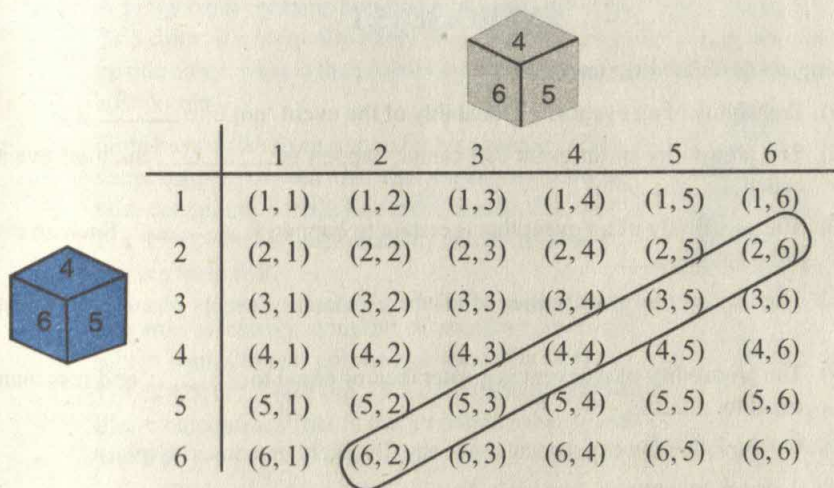 4
6 5
1 2 3 5 6
1 (1, 1) (1, 2) (1, 3) (1, 4) (1, 5) (1, 6)
2 (2, 1) (2, 2) (2, 3) (2, 4) (2, 5) (2, 6)
4
6 5
3 (3, 1) (3, 2) (3, 3) (3, 4) (3, 5) (3, 6)
4 (4, 1) (4, 2) (4, 3) (4, 4) (4, 5) (4, 6)
5 (5, 1) (5, 2) (5, 3) (5, 4) (5, 5) (5, 6)
6 (6, 1) (6, 2) (6, 3) (6, 4) (6, 5) (6, 6)